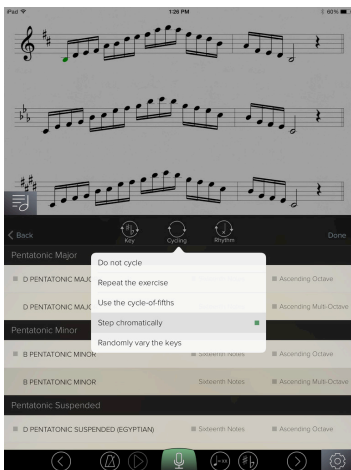 iPad 1:26 PM 60%
Back Key Cycling Rhythm Done
Pentatonic Major
D PENTATONIC MAJO Ascending Octave
D PENTATONIC MAJO Ascending Multi-Octave
Do not cycle
Repeat the exercise
Use the cycle-of-fifths
Step chromatically
Randomly vary the keys
Pentatonic Minor
B PENTATONIC MINOR Sixteenth Notes Ascending Octave
B PENTATONIC MINOR Sixteenth Notes Ascending Multi-Octave
Pentatonic Suspended
D PENTATONIC SUSPENDED (EGYPTIAN) Sixteenth Notes Ascending Octave